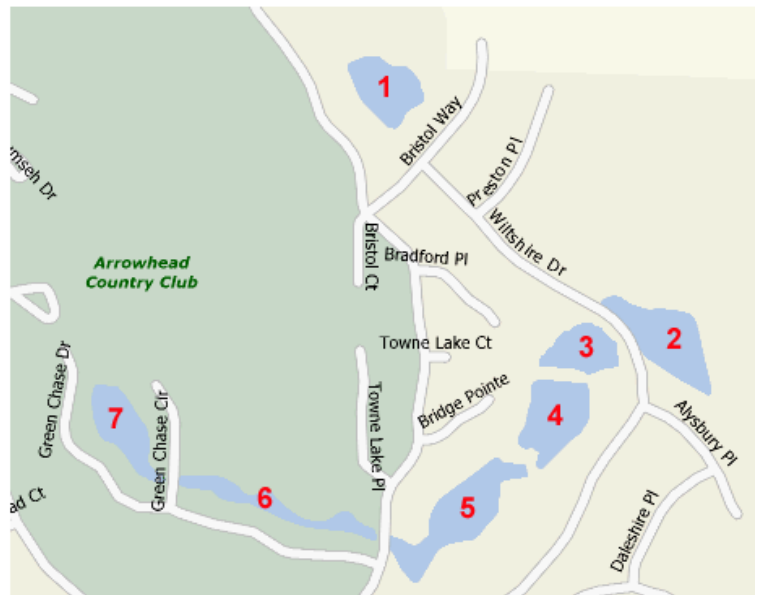 1
Bristol Way
Preston Pl
mseh Dr
Wiltshire Dr
Bristol Ct
Bradford Pl
Arrowhead
Country Club
2
3
Towne Lake Ct
Green Chase Dr
Green Chase Cir
Towne Lake Pl
Bridge Pointe
4
7
Alysbury Pl
6
5
ad Ct
Daleshire Pl